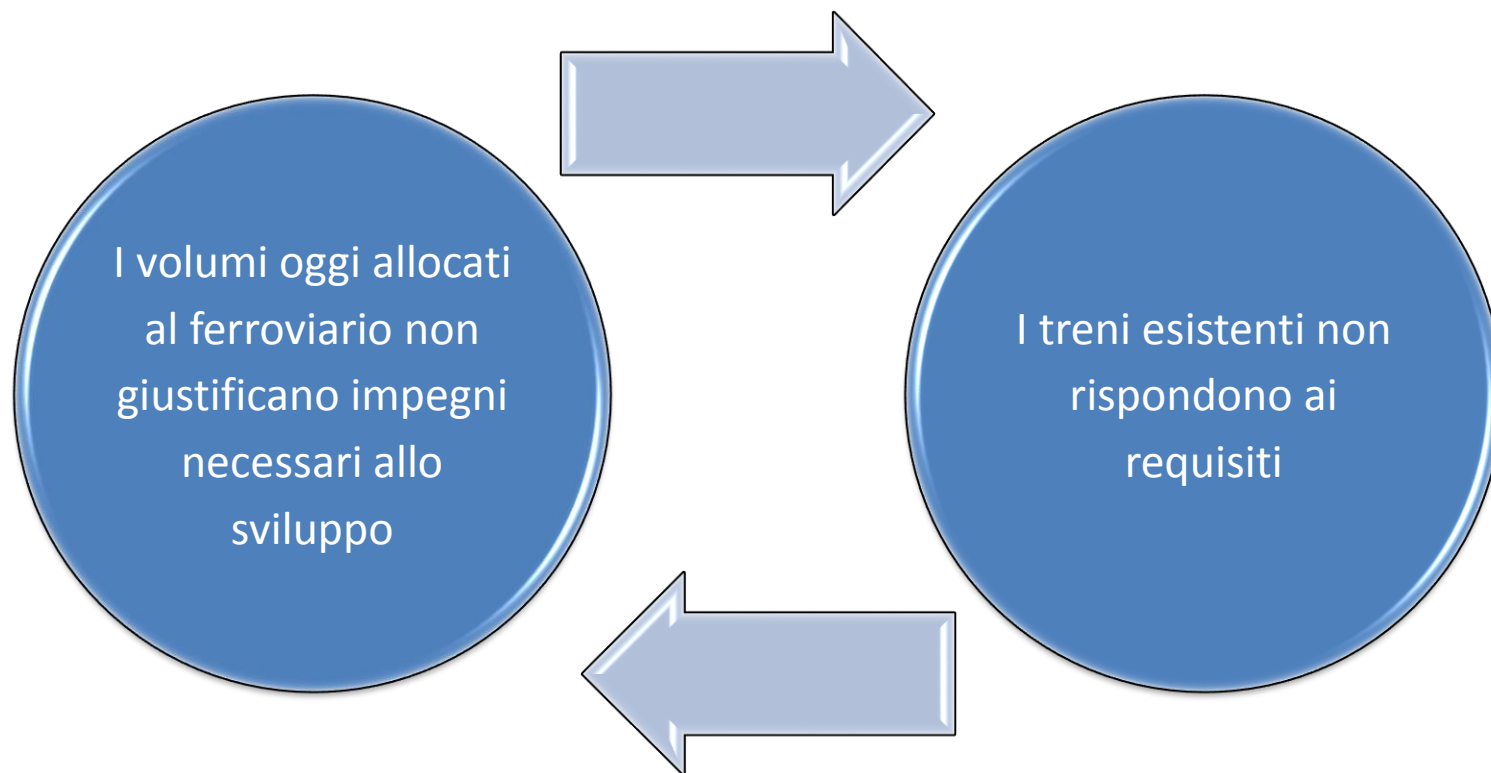 I volumi oggi allocati
al ferroviario non
giustificano impegni
necessari allo
sviluppo
I treni esistenti non
rispondono ai
requisiti